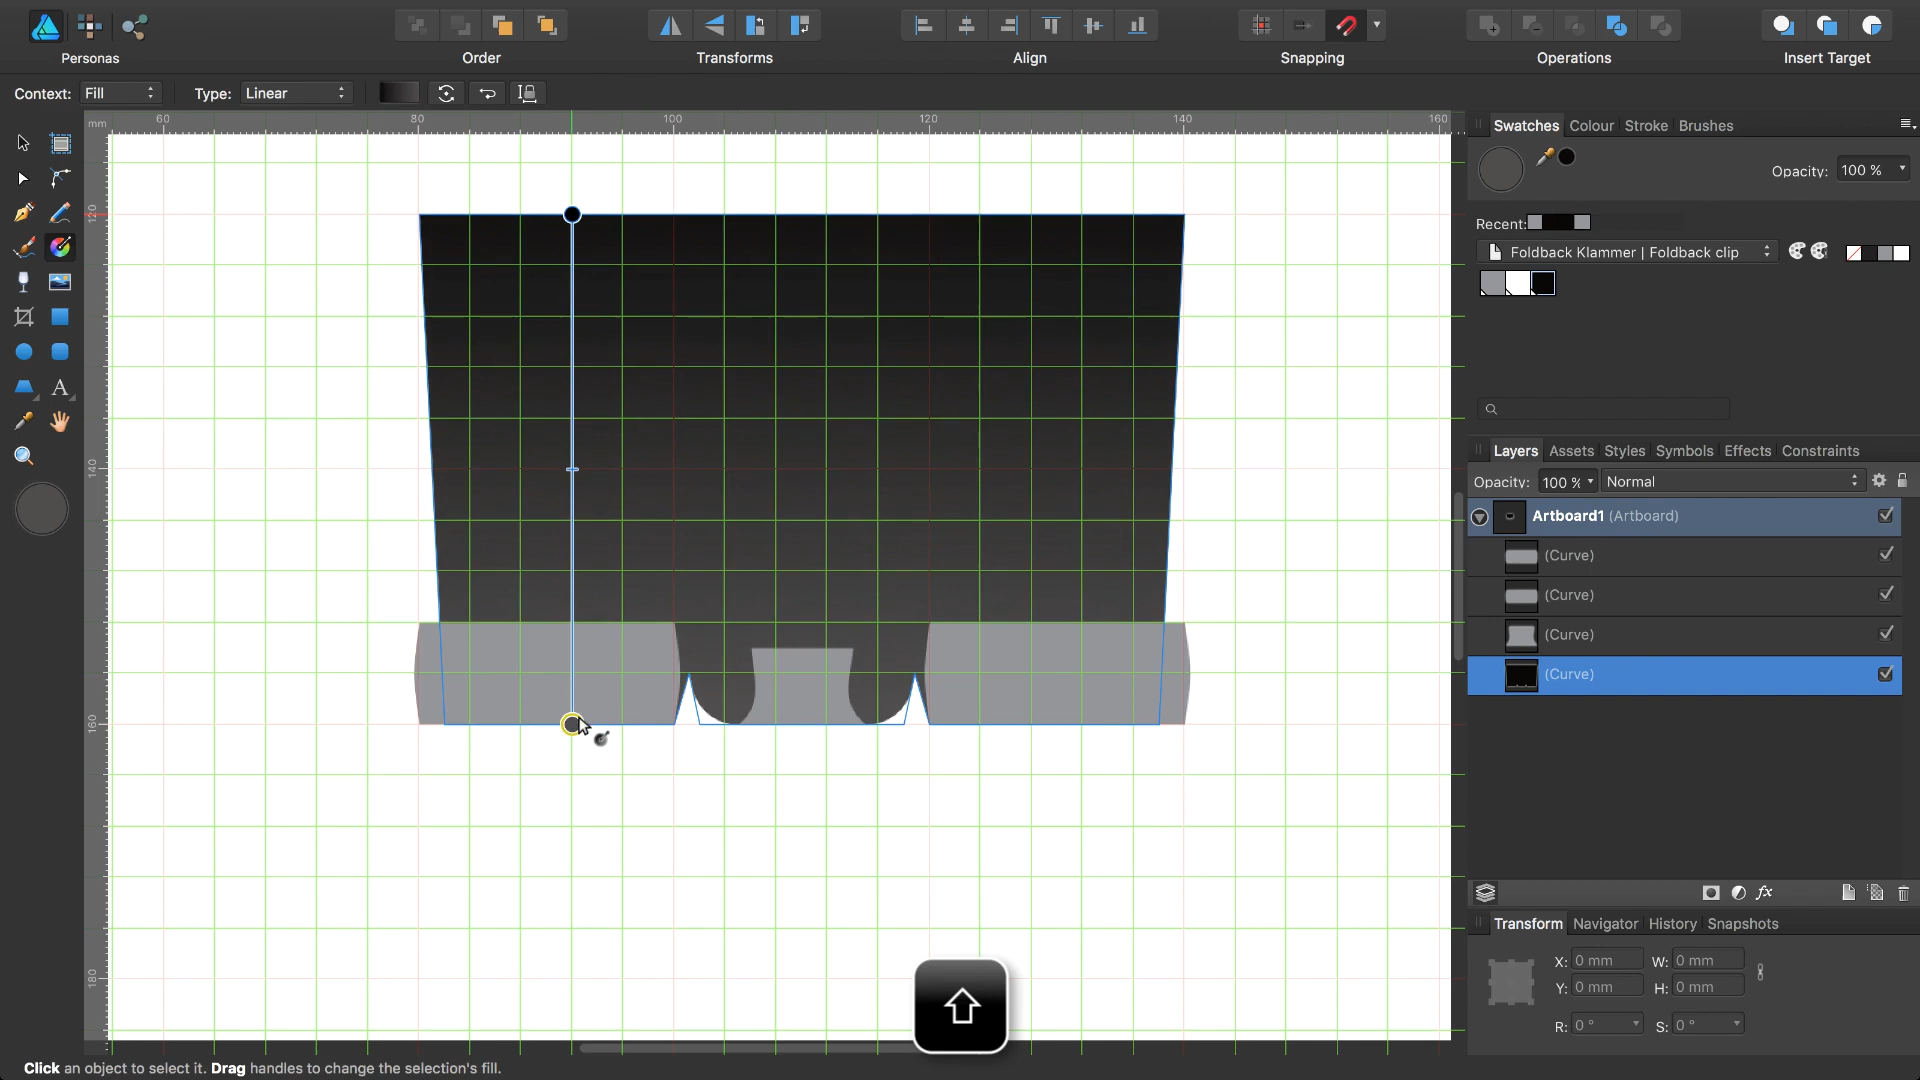 Personas
Order
Transforms
Align
Snapping
Operations
Insert Target
Context: Fill Type: Linear
mm 60 80 100 120 140 160
120
140
160
180
Swatches Colour Stroke Brushes
Opacity: 100 %
Recent:
Foldback Klammer | Foldback clip
Layers Assets Styles Symbols Effects Constraints
Opacity: 100 % Normal
Artboard1 (Artboard)
(Curve)
(Curve)
(Curve)
(Curve)
fx
Transform Navigator History Snapshots
X: 0 mm W: 0 mm
Y: 0 mm H: 0 mm
R: 0 ° S: 0 °
A
Click an object to select it. Drag handles to change the selection's fill.